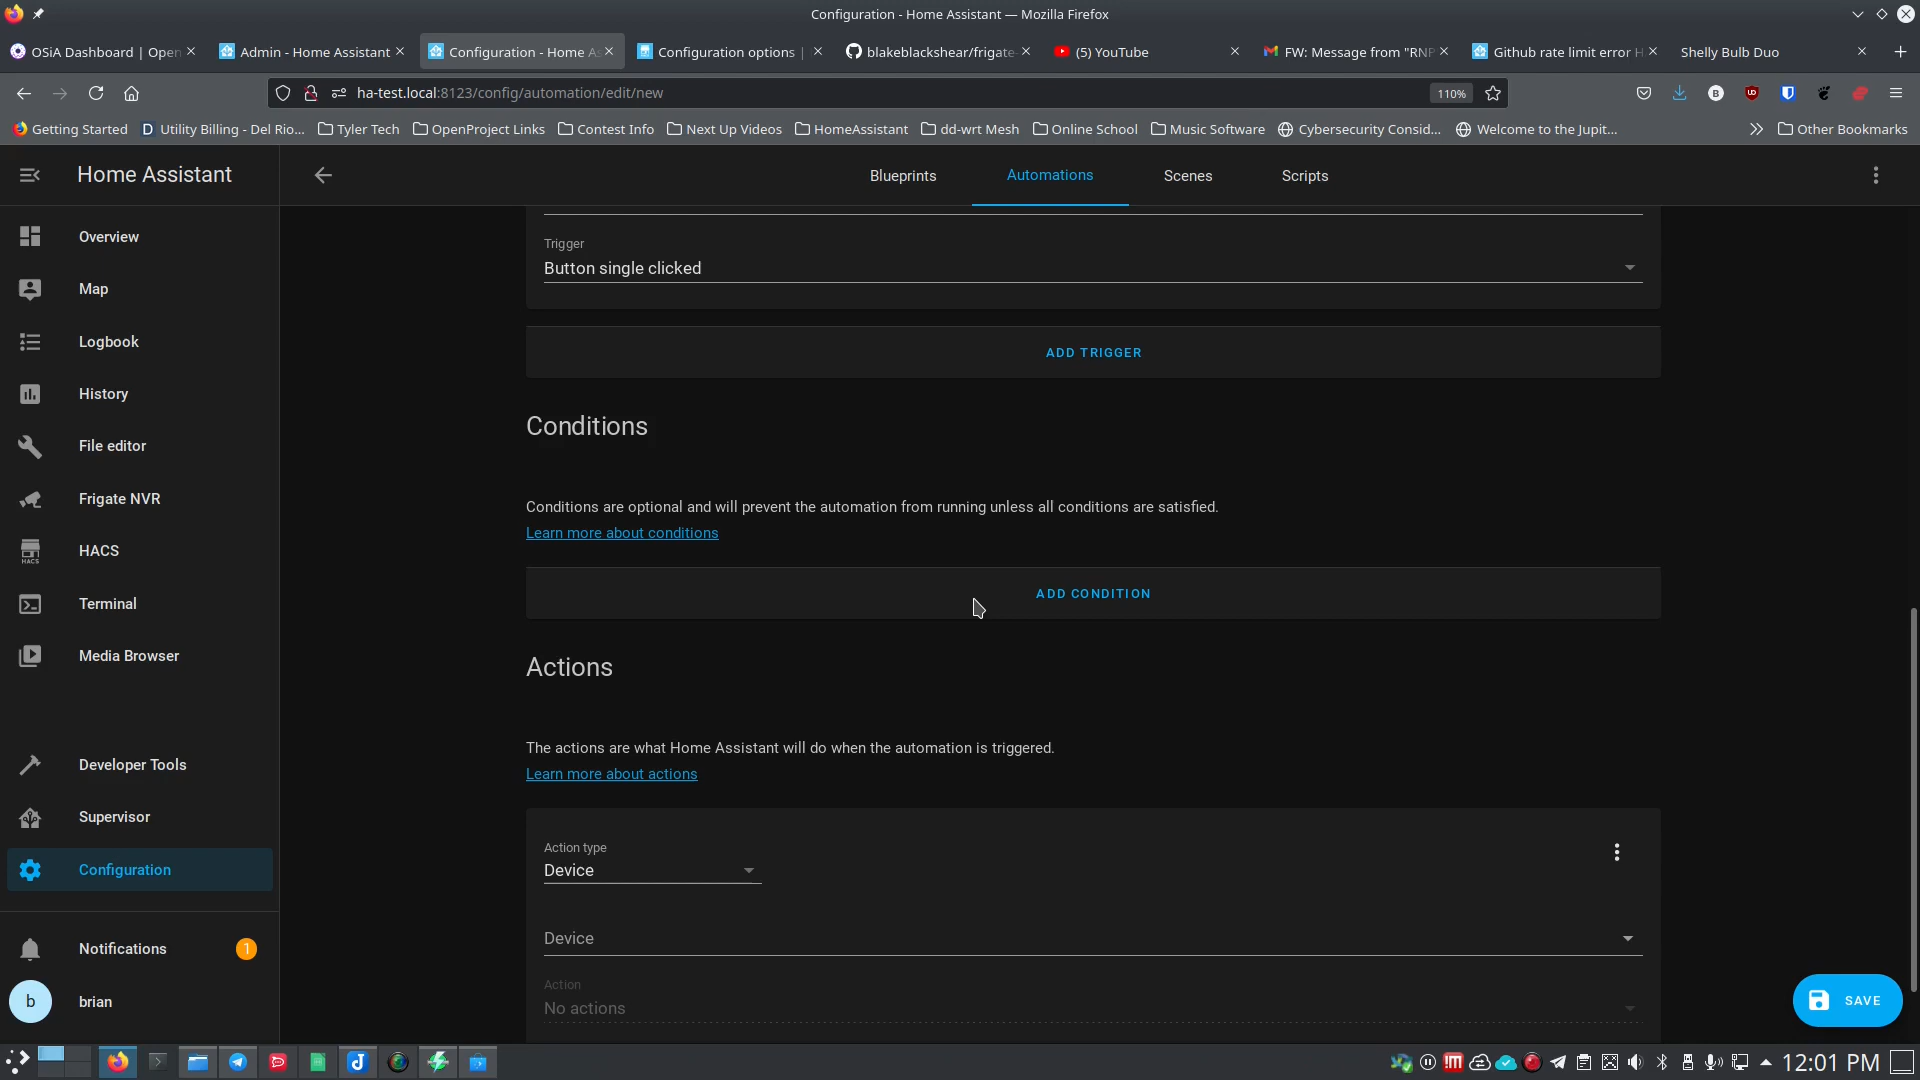 Configuration - Home Assistant — Mozilla Firefox
OSiA Dashboard | Open
Admin - Home Assistant
Configuration - Home As
Configuration options |
blakeblackshear/frigate-
(5) YouTube
FW: Message from "RNP
Github rate limit error H
Shelly Bulb Duo
ha-test.local:8123/config/automation/edit/new
110%
Getting Started
Utility Billing - Del Rio...
Tyler Tech
OpenProject Links
Contest Info
Next Up Videos
HomeAssistant
dd-wrt Mesh
Online School
Music Software
Cybersecurity Consid...
Welcome to the Jupit...
Other Bookmarks
Home Assistant
Blueprints
Automations
Scenes
Scripts
Overview
Map
Logbook
History
File editor
Frigate NVR
HACS
HACS
Terminal
Media Browser
Developer Tools
Supervisor
Configuration
Notifications
1
b
brian
Trigger
Button single clicked
ADD TRIGGER
Conditions
Conditions are optional and will prevent the automation from running unless all conditions are satisfied.
Learn more about conditions
ADD CONDITION
Actions
The actions are what Home Assistant will do when the automation is triggered.
Learn more about actions
Action type
Device
Device
Action
No actions
SAVE
12:01 PM